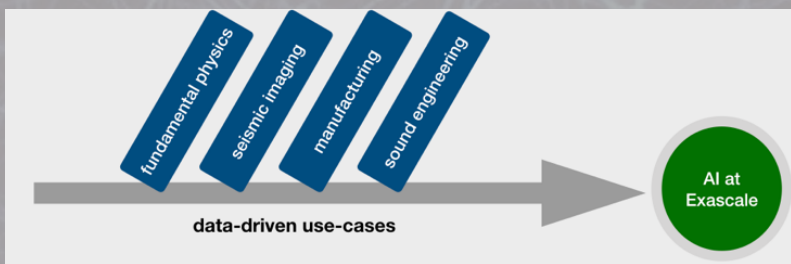 fundamental physics
seismic imaging
manufacturing
sound engineering
data-driven use-cases
AI at
Exascale